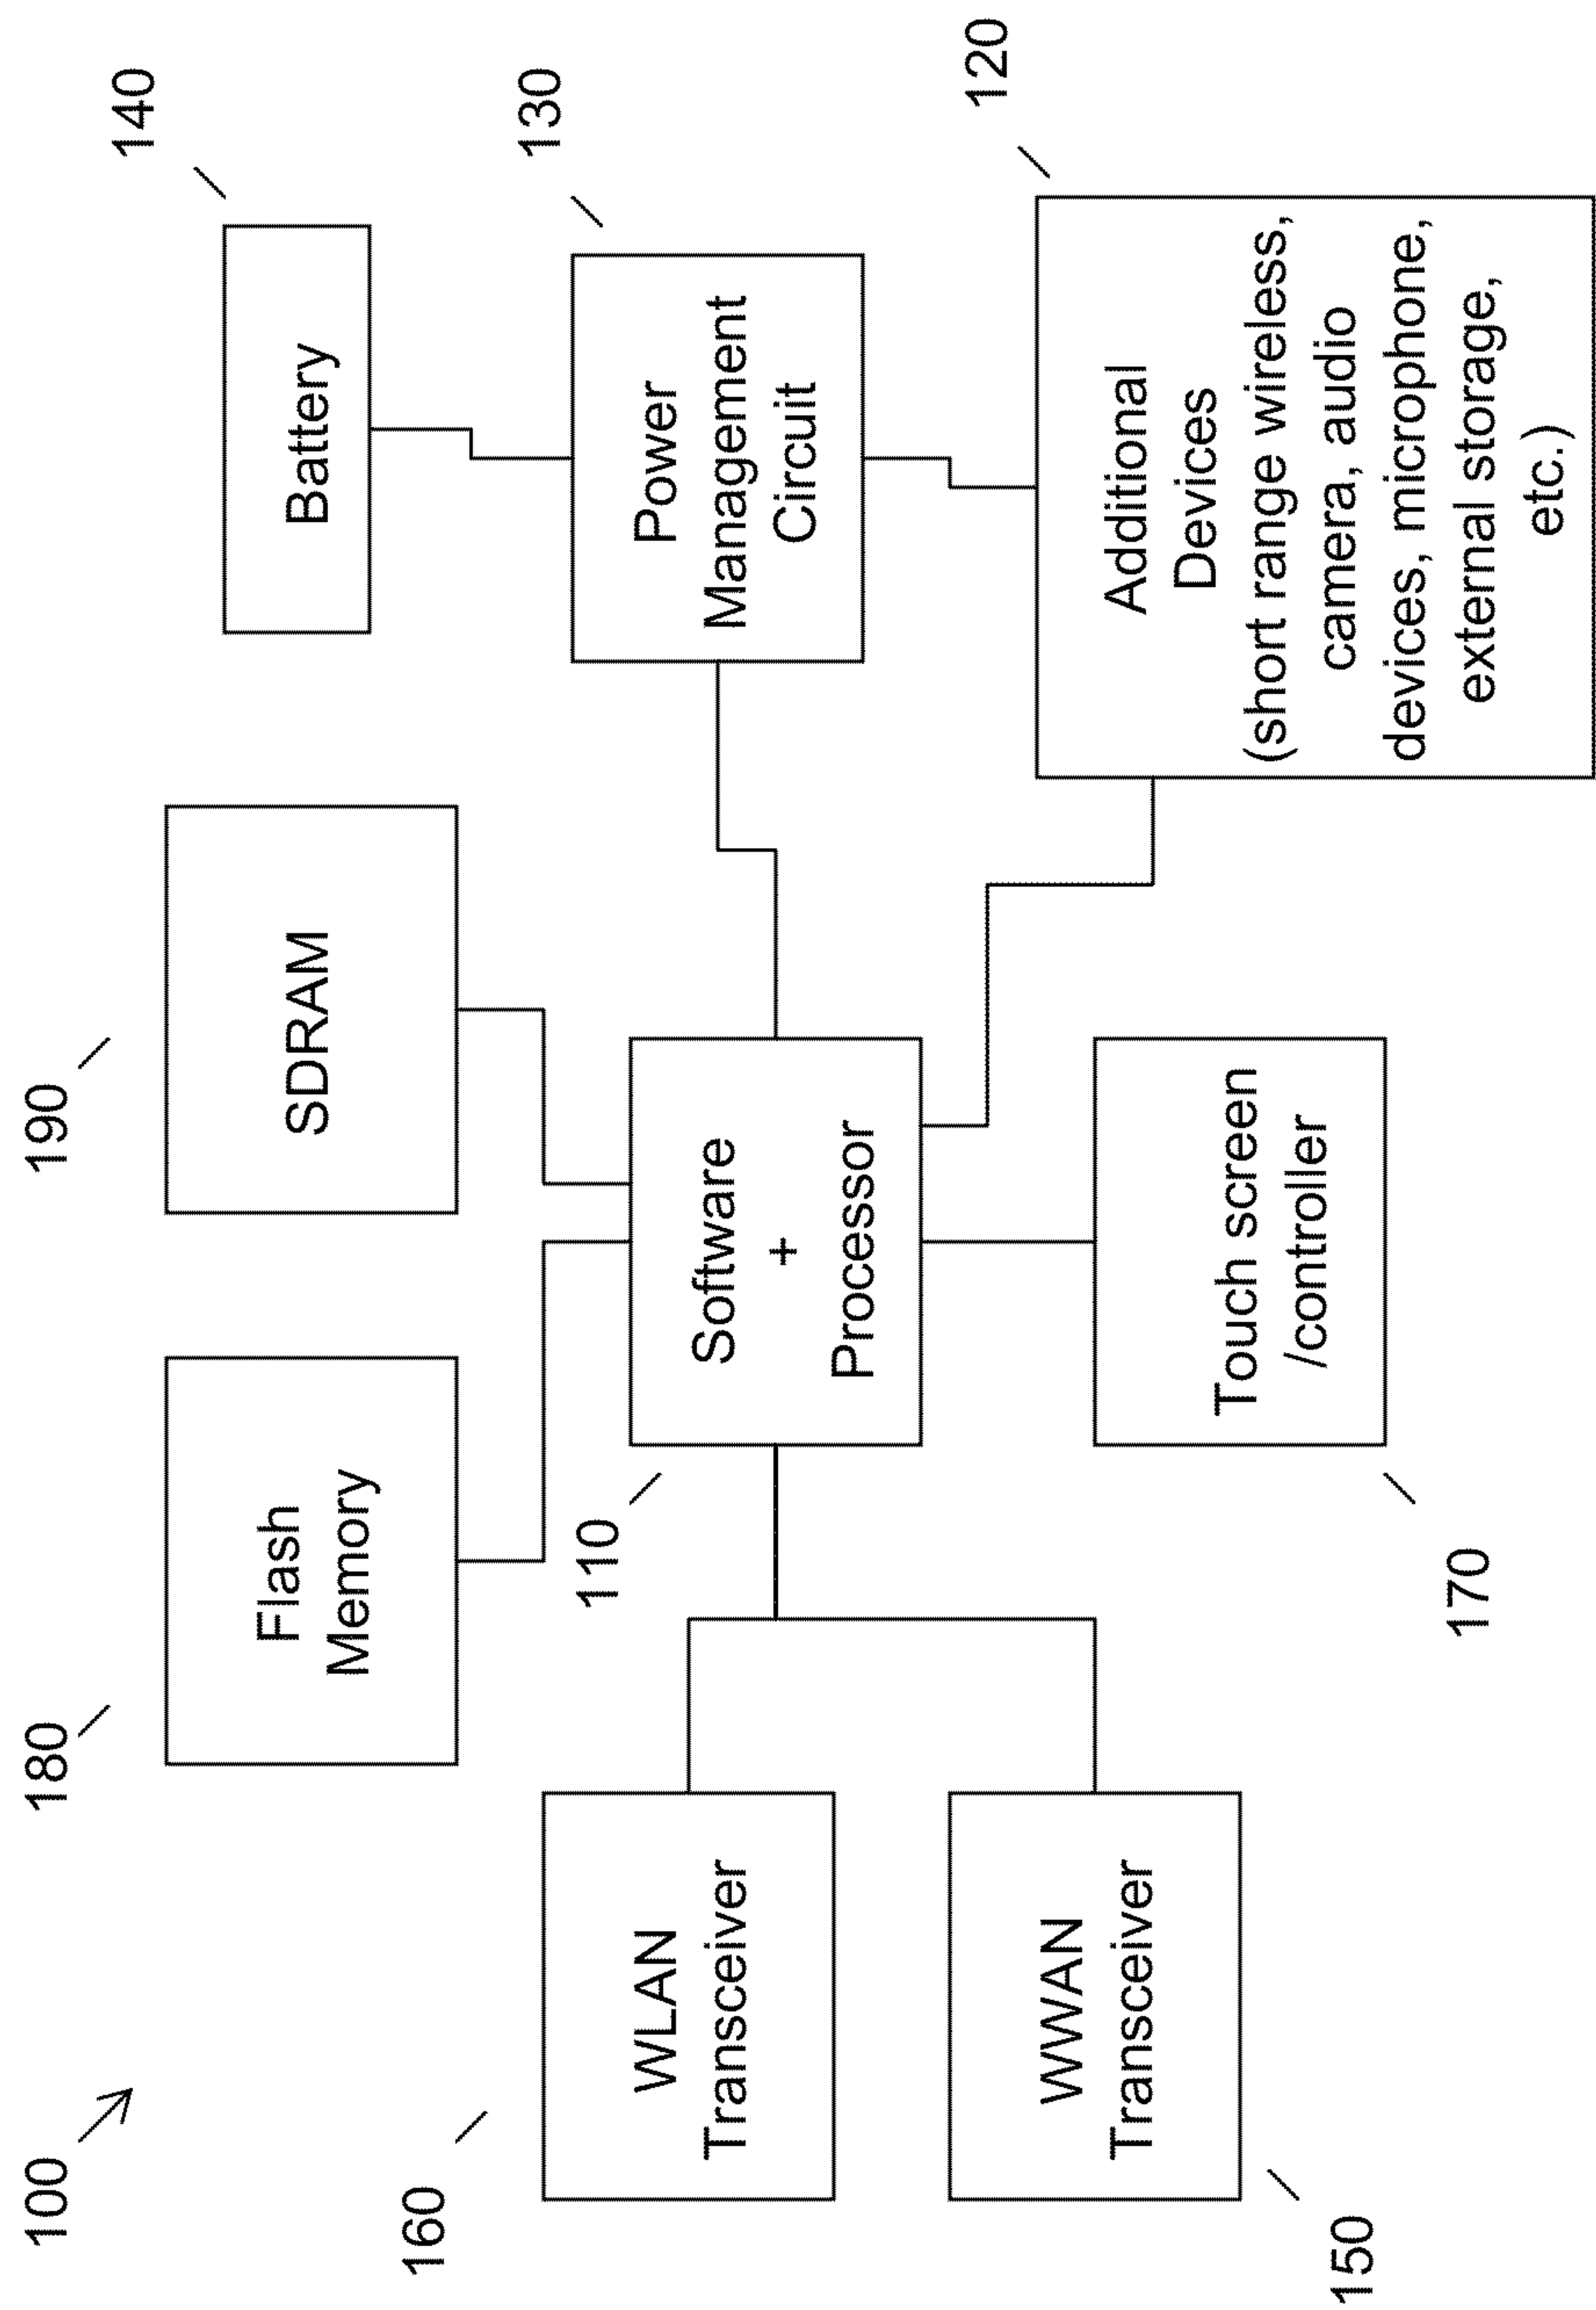 100
180
190
140
Flash
Memory
SDRAM
Battery
160
110
130
WLAN
Transceiver
Software
+
Processor
Power
Management
Circuit
120
WWAN
Transceiver
Touch screen
/controller
Additional
Devices
(short range wireless,
camera, audio
devices, microphone,
external storage,
etc.)
150
170